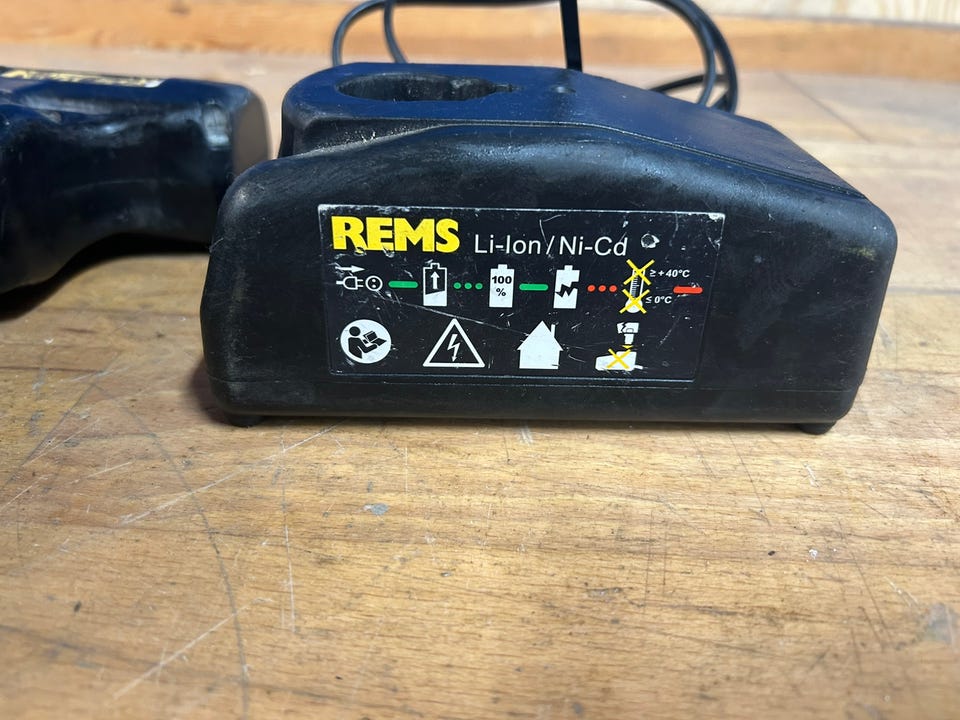 REMS Li-Ion / Ni-Cd
100
%
≥ + 40°C
≤ 0°C